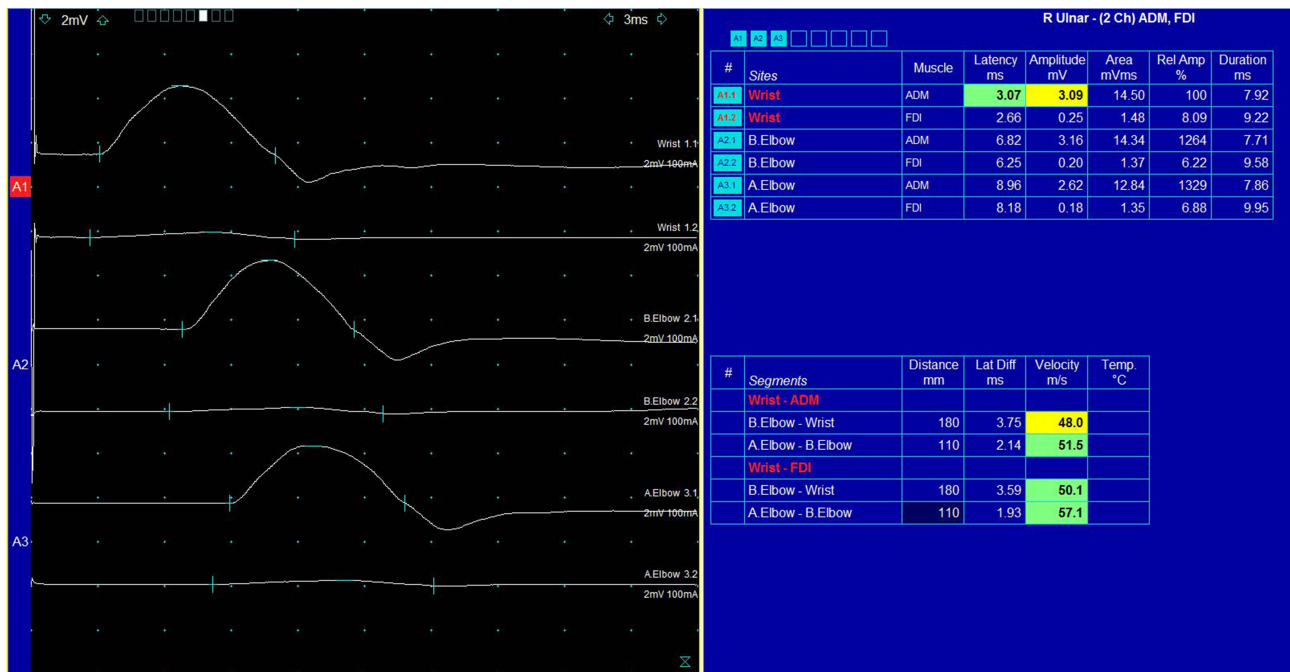 2mV
3ms
A1
Wrist 1.1
2mV 100mA
Wrist 1.2
2mV 100mA
B.Elbow 2.1
2mV 100mA
A2
B.Elbow 2.2
2mV 100mA
A.Elbow 3.1
2mV 100mA
A3
A.Elbow 3.2
2mV 100mA
R Ulnar - (2 Ch) ADM, FDI
A1 A2 A3
# Sites Muscle Latency ms Amplitude mV Area mVms Rel Amp % Duration ms
A1.1 Wrist ADM 3.07 3.09 14.50 100 7.92
A1.2 Wrist FDI 2.66 0.25 1.48 8.09 9.22
A2.1 B.Elbow ADM 6.82 3.16 14.34 1264 7.71
A2.2 B.Elbow FDI 6.25 0.20 1.37 6.22 9.58
A3.1 A.Elbow ADM 8.96 2.62 12.84 1329 7.86
A3.2 A.Elbow FDI 8.18 0.18 1.35 6.88 9.95
# Segments Distance mm Lat Diff ms Velocity m/s Temp. °C
Wrist - ADM
B.Elbow - Wrist 180 3.75 48.0
A.Elbow - B.Elbow 110 2.14 51.5
Wrist - FDI
B.Elbow - Wrist 180 3.59 50.1
A.Elbow - B.Elbow 110 1.93 57.1